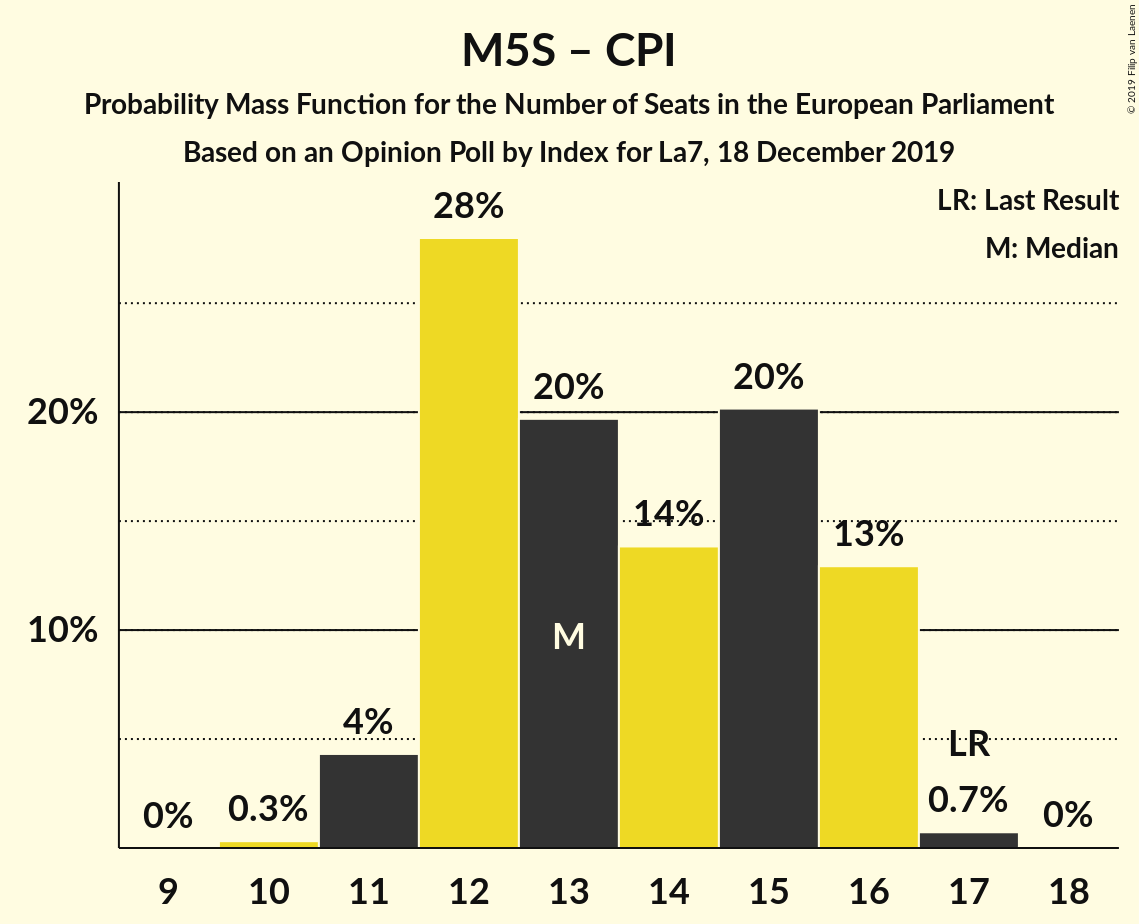 M5S – CPI
Probability Mass Function for the Number of Seats in the European Parliament
Based on an Opinion Poll by Index for La7, 18 December 2019
© 2019 Filip van Laenen
LR: Last Result
M: Median
28%
20%
20%
20%
14%
13%
10%
M
4%
LR
0%
0.3%
0.7%
0%
9
10
11
12
13
14
15
16
17
18